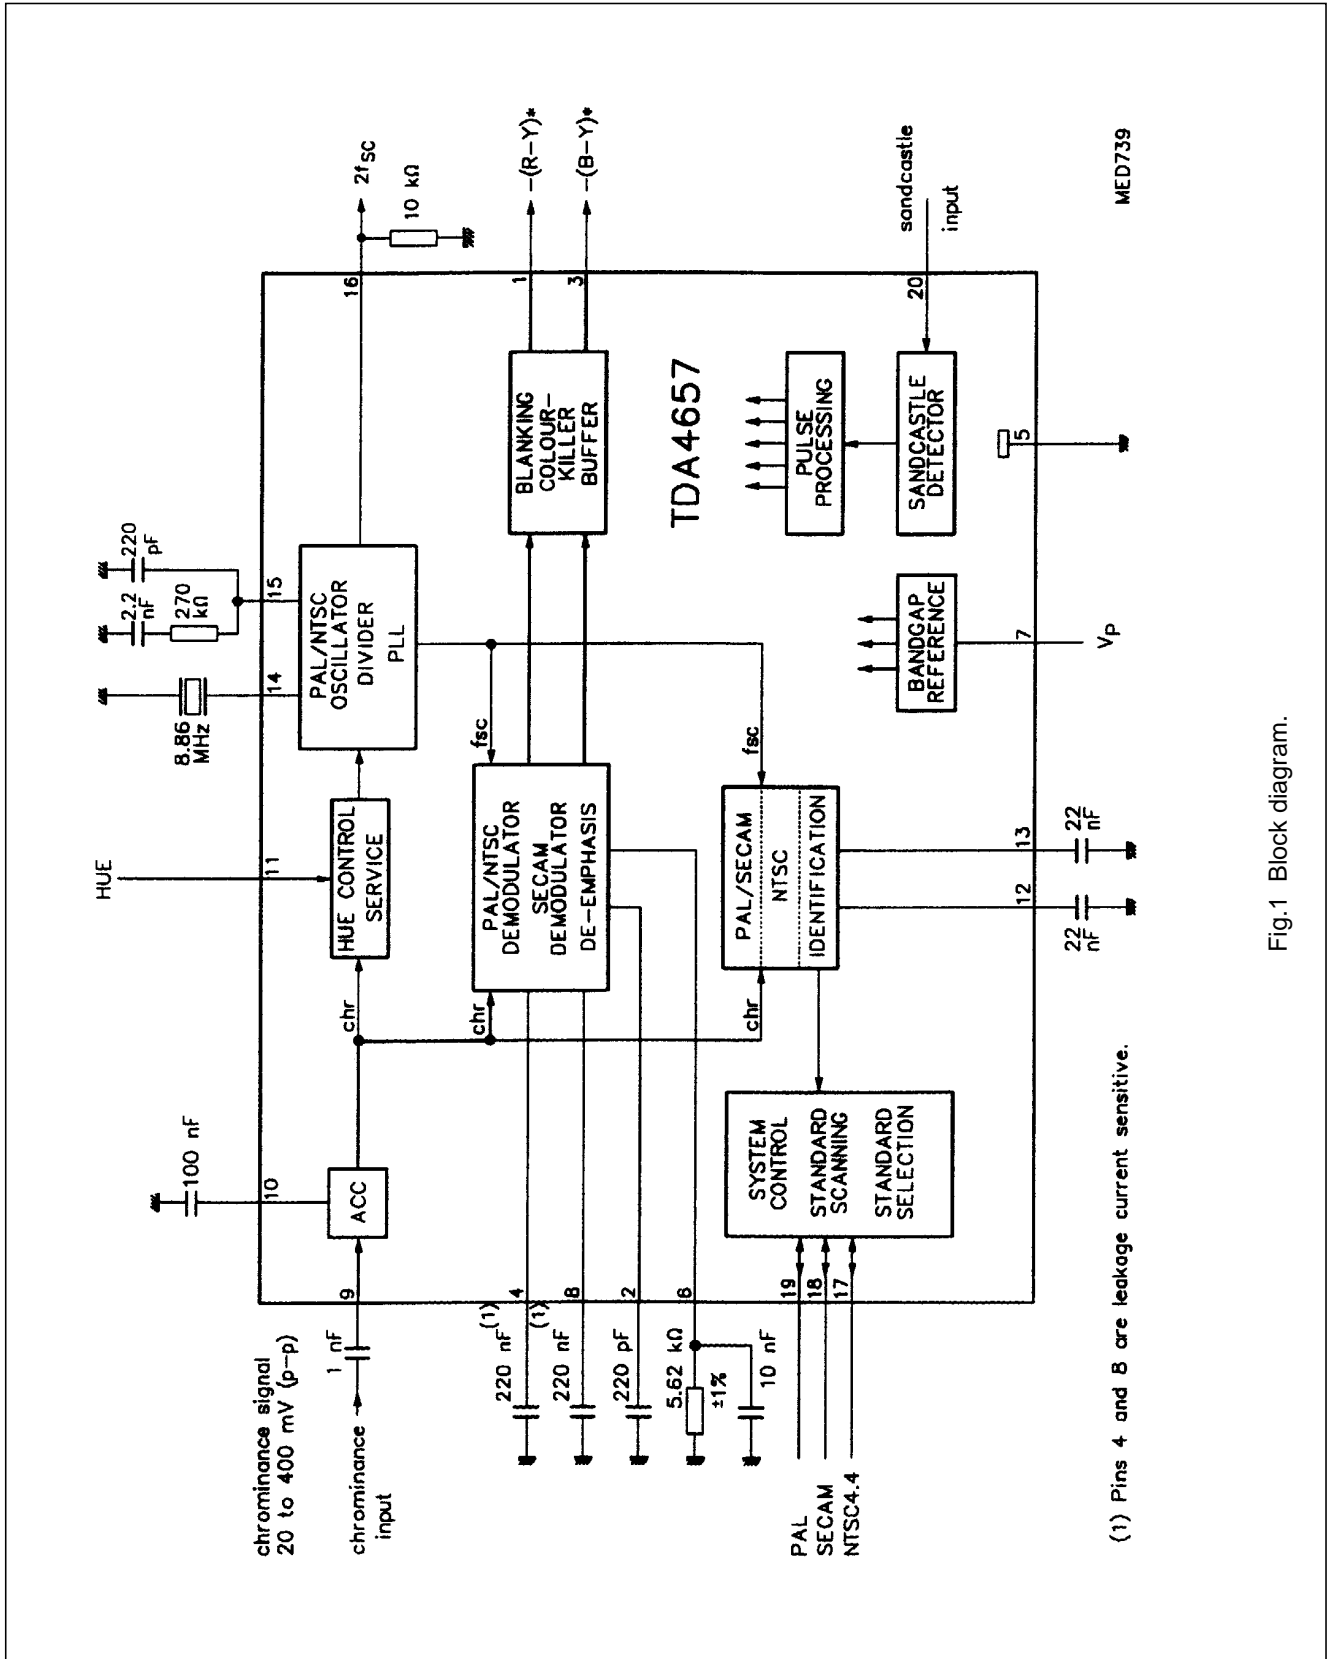 chrominance signal
20 to 400 mV (p-p)
chrominance
input
1 nF
9
100 nF
10
ACC
chr
HUE
11
HUE CONTROL
SERVICE
8.86
MHz
14
2.2
nF
270
kΩ
220
pF
15
PAL/NTSC
OSCILLATOR
DIVIDER
PLL
16
2fSC
10 kΩ
220 nF
(1)
4
220 nF
(1)
8
220 pF
2
5.62 kΩ
±1%
10 nF
6
chr
PAL/NTSC
DEMODULATOR
SECAM
DEMODULATOR
DE-EMPHASIS
fsc
BLANKING
COLOUR-
KILLER
BUFFER
1
-(R-Y)*
3
-(B-Y)*
TDA4657
PAL
SECAM
NTSC4.4
19
18
17
SYSTEM
CONTROL
STANDARD
SCANNING
STANDARD
SELECTION
chr
PAL/SECAM
NTSC
IDENTIFICATION
fsc
12
22
nF
13
22
nF
BANDGAP
REFERENCE
7
VP
PULSE
PROCESSING
SANDCASTLE
DETECTOR
5
20
sandcastle
input
MED739
(1) Pins 4 and 8 are leakage current sensitive.
Fig.1 Block diagram.